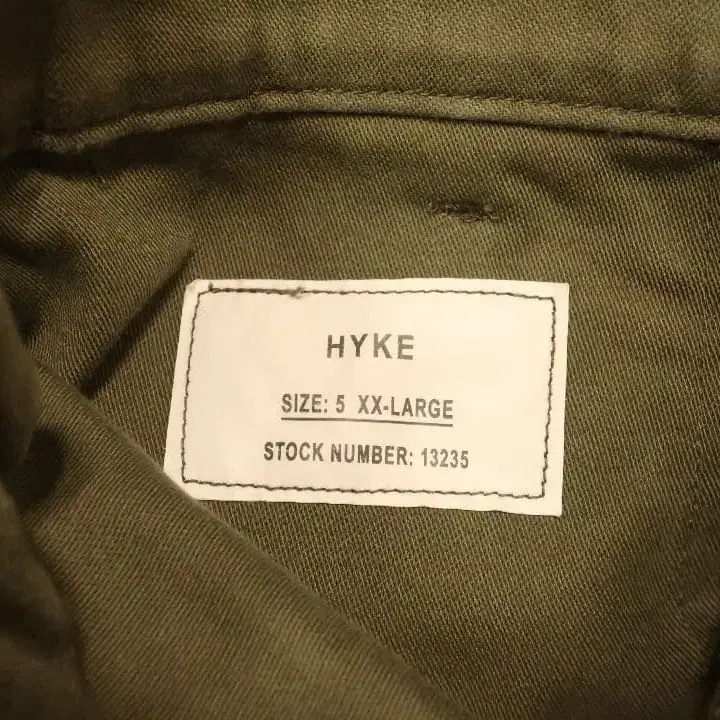 HYKE
SIZE: 5 XX-LARGE
STOCK NUMBER: 13235